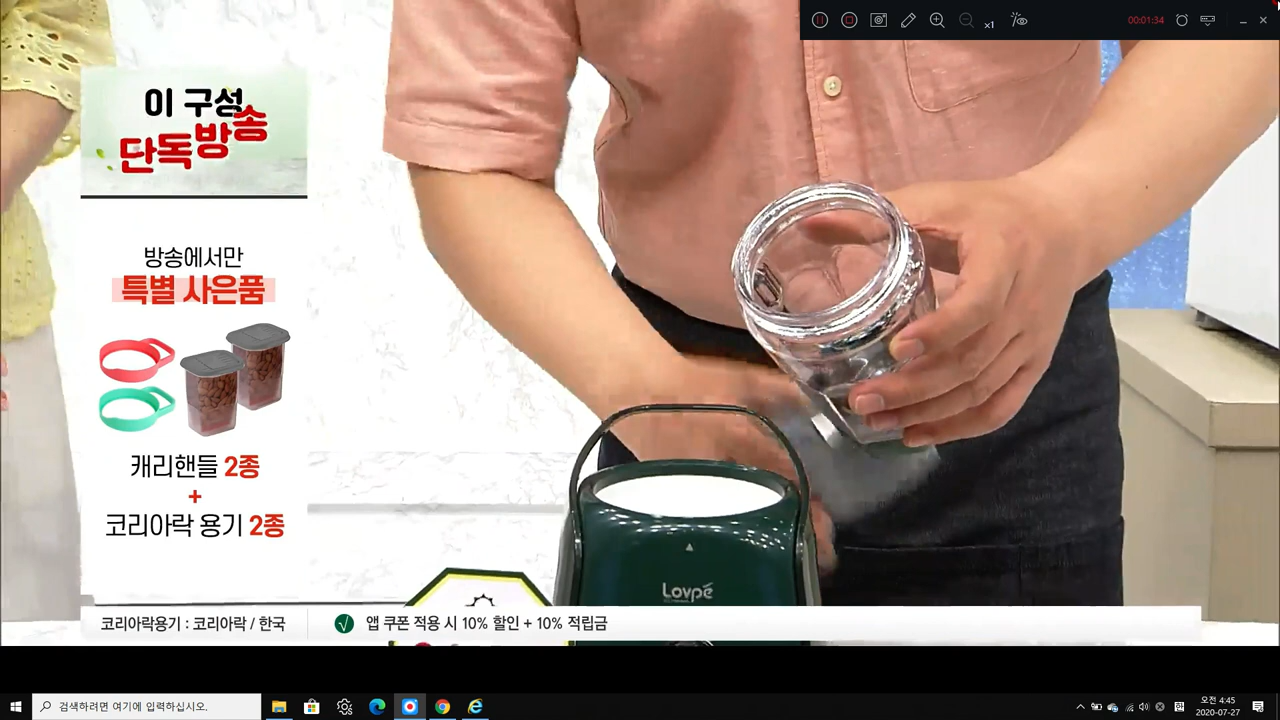 x1
00:01:34
이 구성
단독방송
방송에서만
특별 사은품
캐리핸들 2종
+
코리아락 용기 2종
Lovpé
코리아락용기 : 코리아락 / 한국
앱 쿠폰 적용 시 10% 할인 + 10% 적립금
검색하려면 여기에 입력하십시오.
오전 4:45
2020-07-27